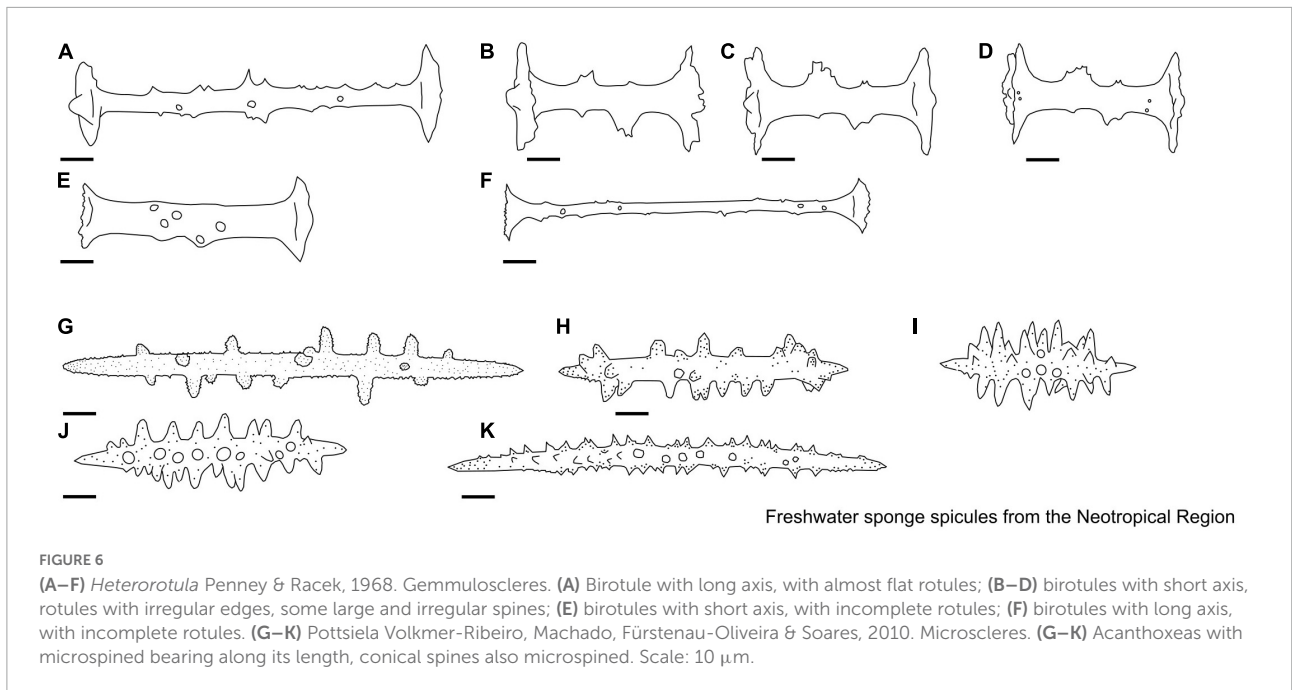 A
B
C
D
E
F
G
H
I
J
K
Freshwater sponge spicules from the Neotropical Region
FIGURE 6
(A–F) Heterorotula Penney & Racek, 1968. Gemmuloscleres. (A) Birotule with long axis, with almost flat rotules; (B–D) birotules with short axis,
rotules with irregular edges, some large and irregular spines; (E) birotules with short axis, with incomplete rotules; (F) birotules with long axis,
with incomplete rotules. (G–K) Pottsiela Volkmer-Ribeiro, Machado, Fürstenau-Oliveira & Soares, 2010. Microscleres. (G–K) Acanthoxeas with
microspined bearing along its length, conical spines also microspined. Scale: 10 μm.